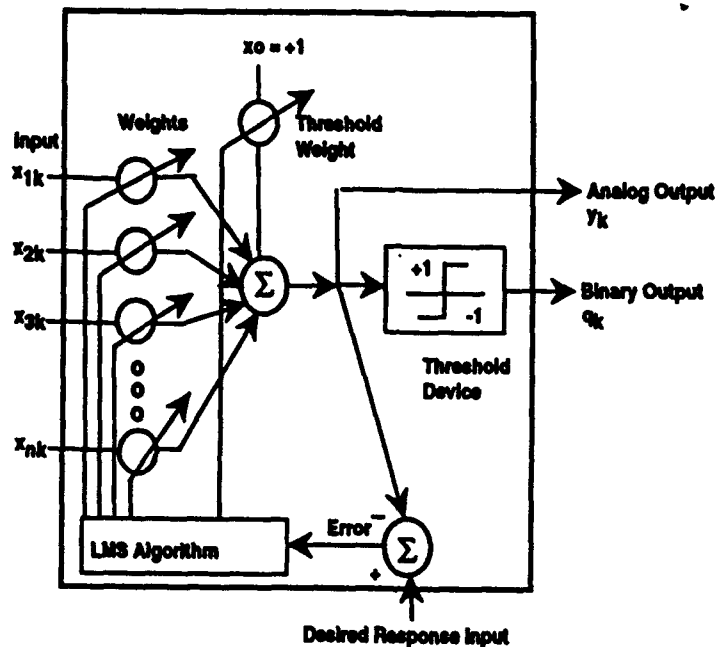 xo = +1
Weights
Threshold
Weight
Input
x1k
x2k
x3k
xnk
Σ
+1
-1
Threshold
Device
Analog Output
yk
Binary Output
qk
LMS Algorithm
Error
−
Σ
+
Desired Response Input